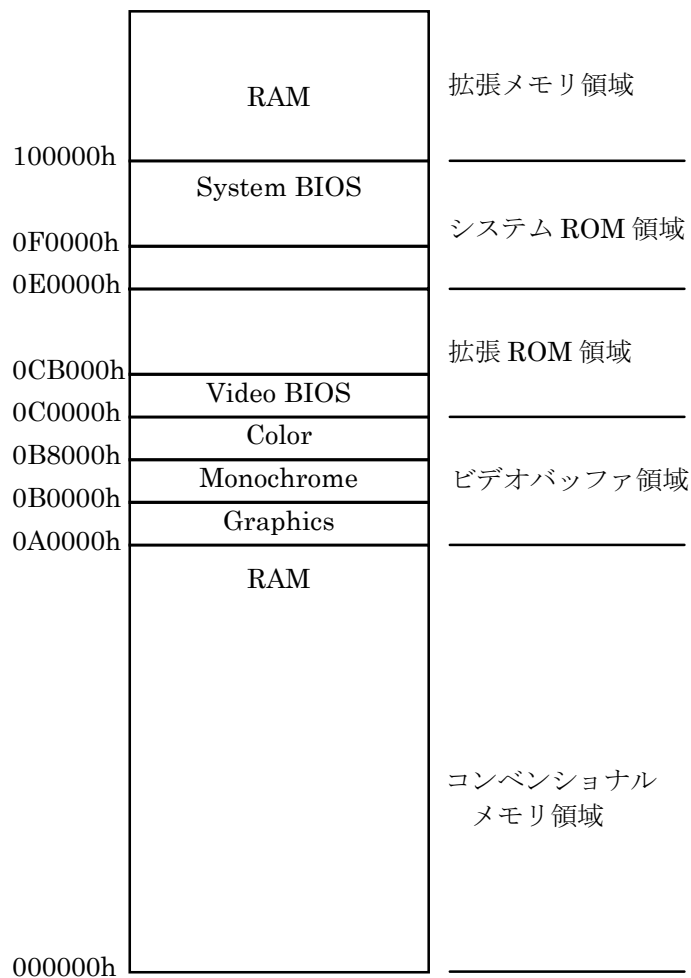 RAM
拡張メモリ領域
100000h
System BIOS
システム ROM 領域
0F0000h
0E0000h
拡張 ROM 領域
0CB000h
Video BIOS
0C0000h
Color
0B8000h
Monochrome
ビデオバッファ領域
0B0000h
Graphics
0A0000h
RAM
コンベンショナル
メモリ領域
000000h